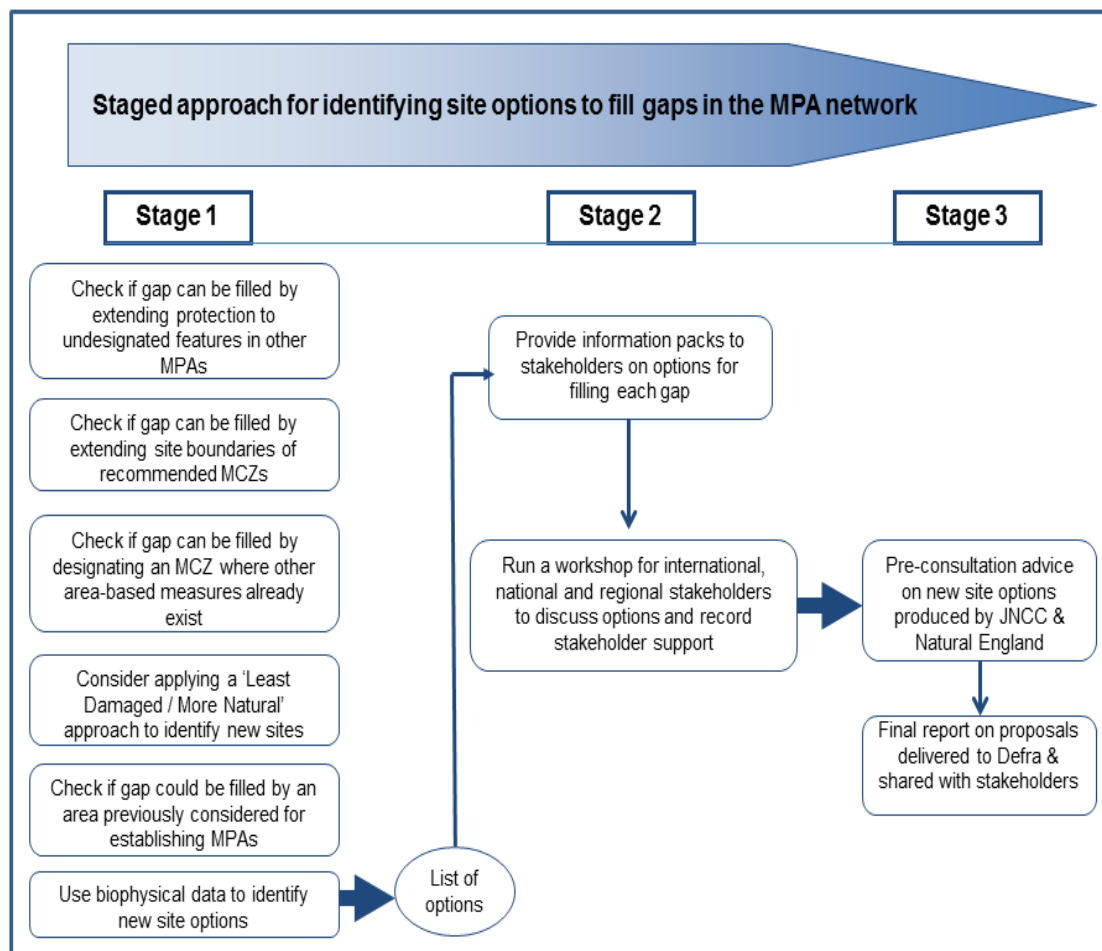 Staged approach for identifying site options to fill gaps in the MPA network
Stage 1
Stage 2
Stage 3
Check if gap can be filled by
extending protection to
undesignated features in other
MPAs
Check if gap can be filled by
extending site boundaries of
recommended MCZs
Check if gap can be filled by
designating an MCZ where other
area-based measures already
exist
Consider applying a ‘Least
Damaged / More Natural’
approach to identify new sites
Check if gap could be filled by an
area previously considered for
establishing MPAs
Use biophysical data to identify
new site options
List of
options
Provide information packs to
stakeholders on options for
filling each gap
Run a workshop for international,
national and regional stakeholders
to discuss options and record
stakeholder support
Pre-consultation advice
on new site options
produced by JNCC &
Natural England
Final report on proposals
delivered to Defra &
shared with stakeholders